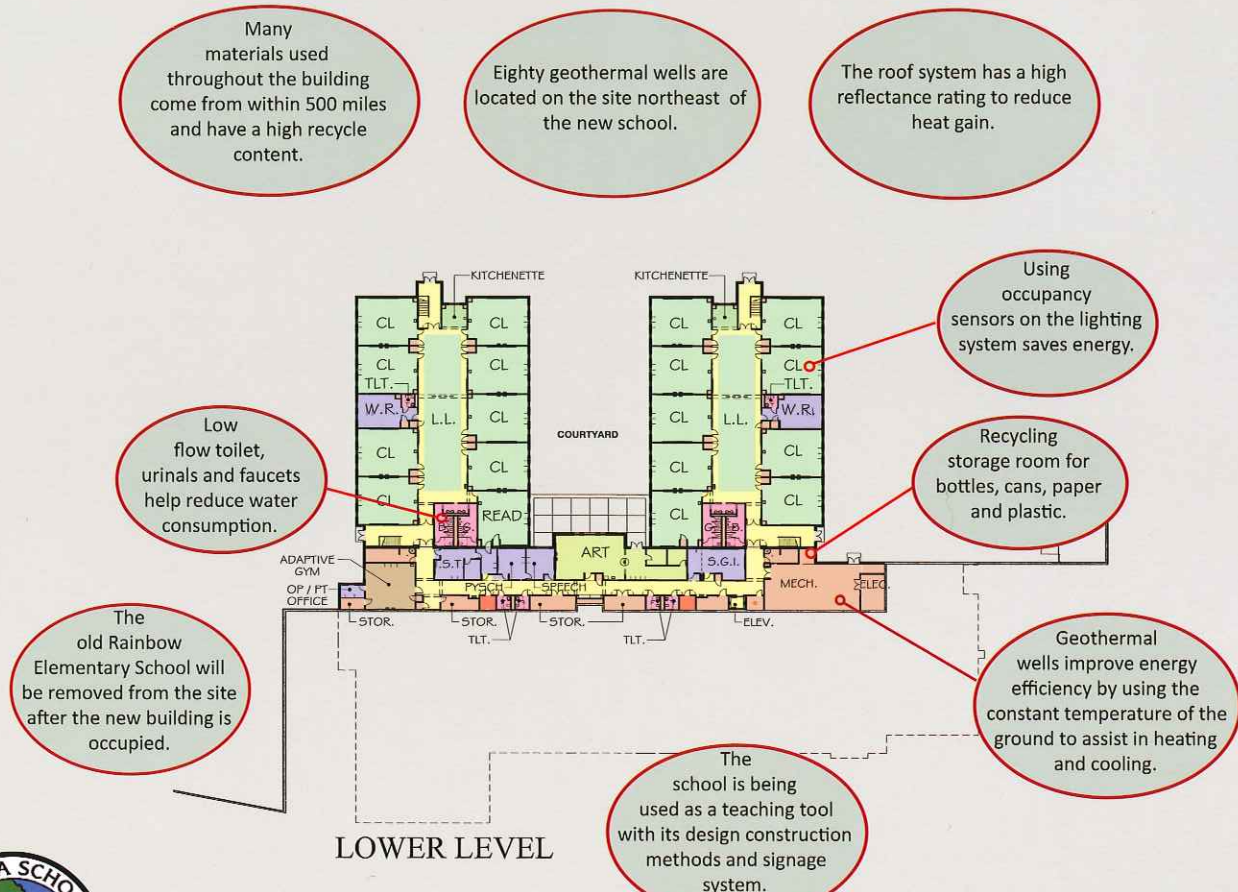 Many
materials used
throughout the building
come from within 500 miles
and have a high recycle
content.
Eighty geothermal wells are
located on the site northeast of
the new school.
The roof system has a high
reflectance rating to reduce
heat gain.
KITCHENETTE
KITCHENETTE
Using
occupancy
sensors on the lighting
system saves energy.
CL
CL
CL
CL
CL
CL
CL
CL
TLT.
TLT.
W.R.
L.L.
CL
CL
L.L.
W.R.
COURTYARD
CL
CL
CL
CL
CL
READ
CL
CL
Low
flow toilet,
urinals and faucets
help reduce water
consumption.
Recycling
storage room for
bottles, cans, paper
and plastic.
B.
G.
G.
B.
ADAPTIVE
GYM
OP / PT
OFFICE
S.T.
PYSCH
SPEECH
ART
S.G.I.
MECH.
ELEC.
STOR.
STOR.
TLT.
STOR.
TLT.
ELEV.
The
old Rainbow
Elementary School will
be removed from the site
after the new building is
occupied.
Geothermal
wells improve energy
efficiency by using the
constant temperature of the
ground to assist in heating
and cooling.
The
school is being
used as a teaching tool
with its design construction
methods and signage
system.
LOWER LEVEL